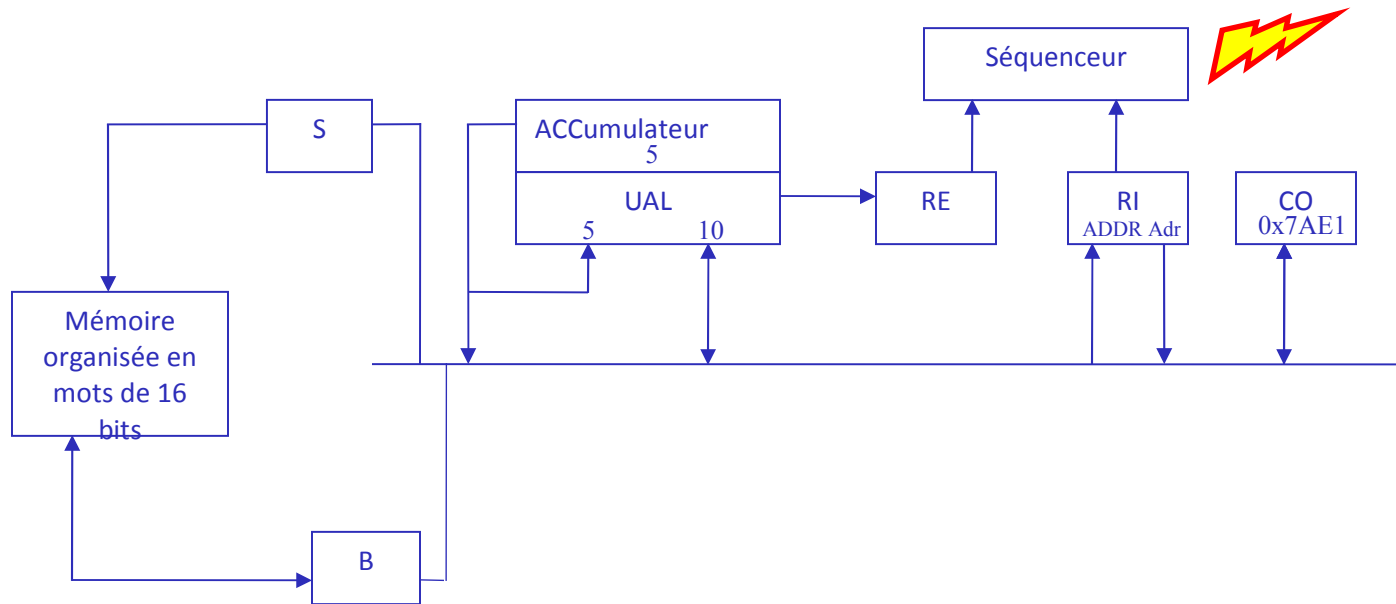 Séquenceur
S
ACCumulateur
5
UAL
5 10
RE
RI
ADDR Adr
CO
0x7AE1
Mémoire
organisée en
mots de 16
bits
B